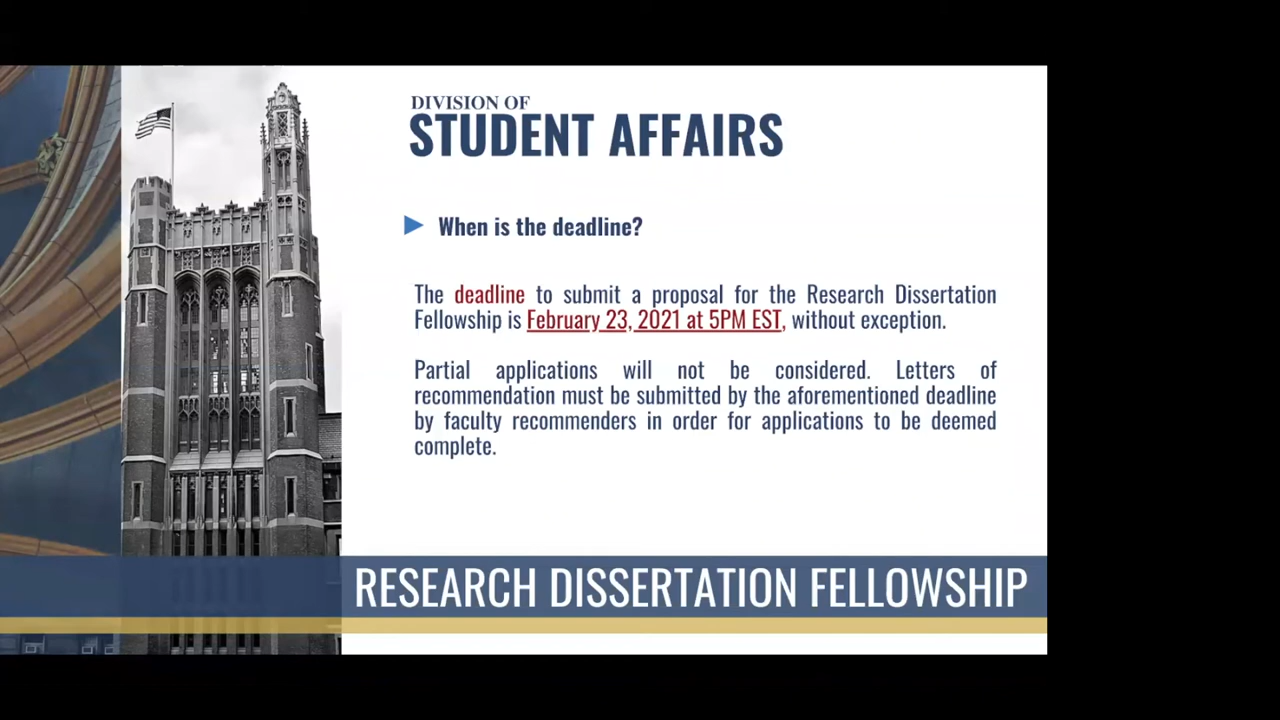 DIVISION OF
STUDENT AFFAIRS
When is the deadline?
The deadline to submit a proposal for the Research Dissertation
Fellowship is February 23, 2021 at 5PM EST, without exception.
Partial applications will not be considered. Letters of
recommendation must be submitted by the aforementioned deadline
by faculty recommenders in order for applications to be deemed
complete.
RESEARCH DISSERTATION FELLOWSHIP